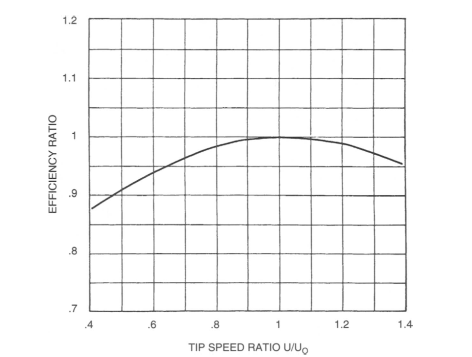 1.2
1.1
1
.9
.8
.7
EFFICIENCY RATIO
.4 .6 .8 1 1.2 1.4
TIP SPEED RATIO U/U_O